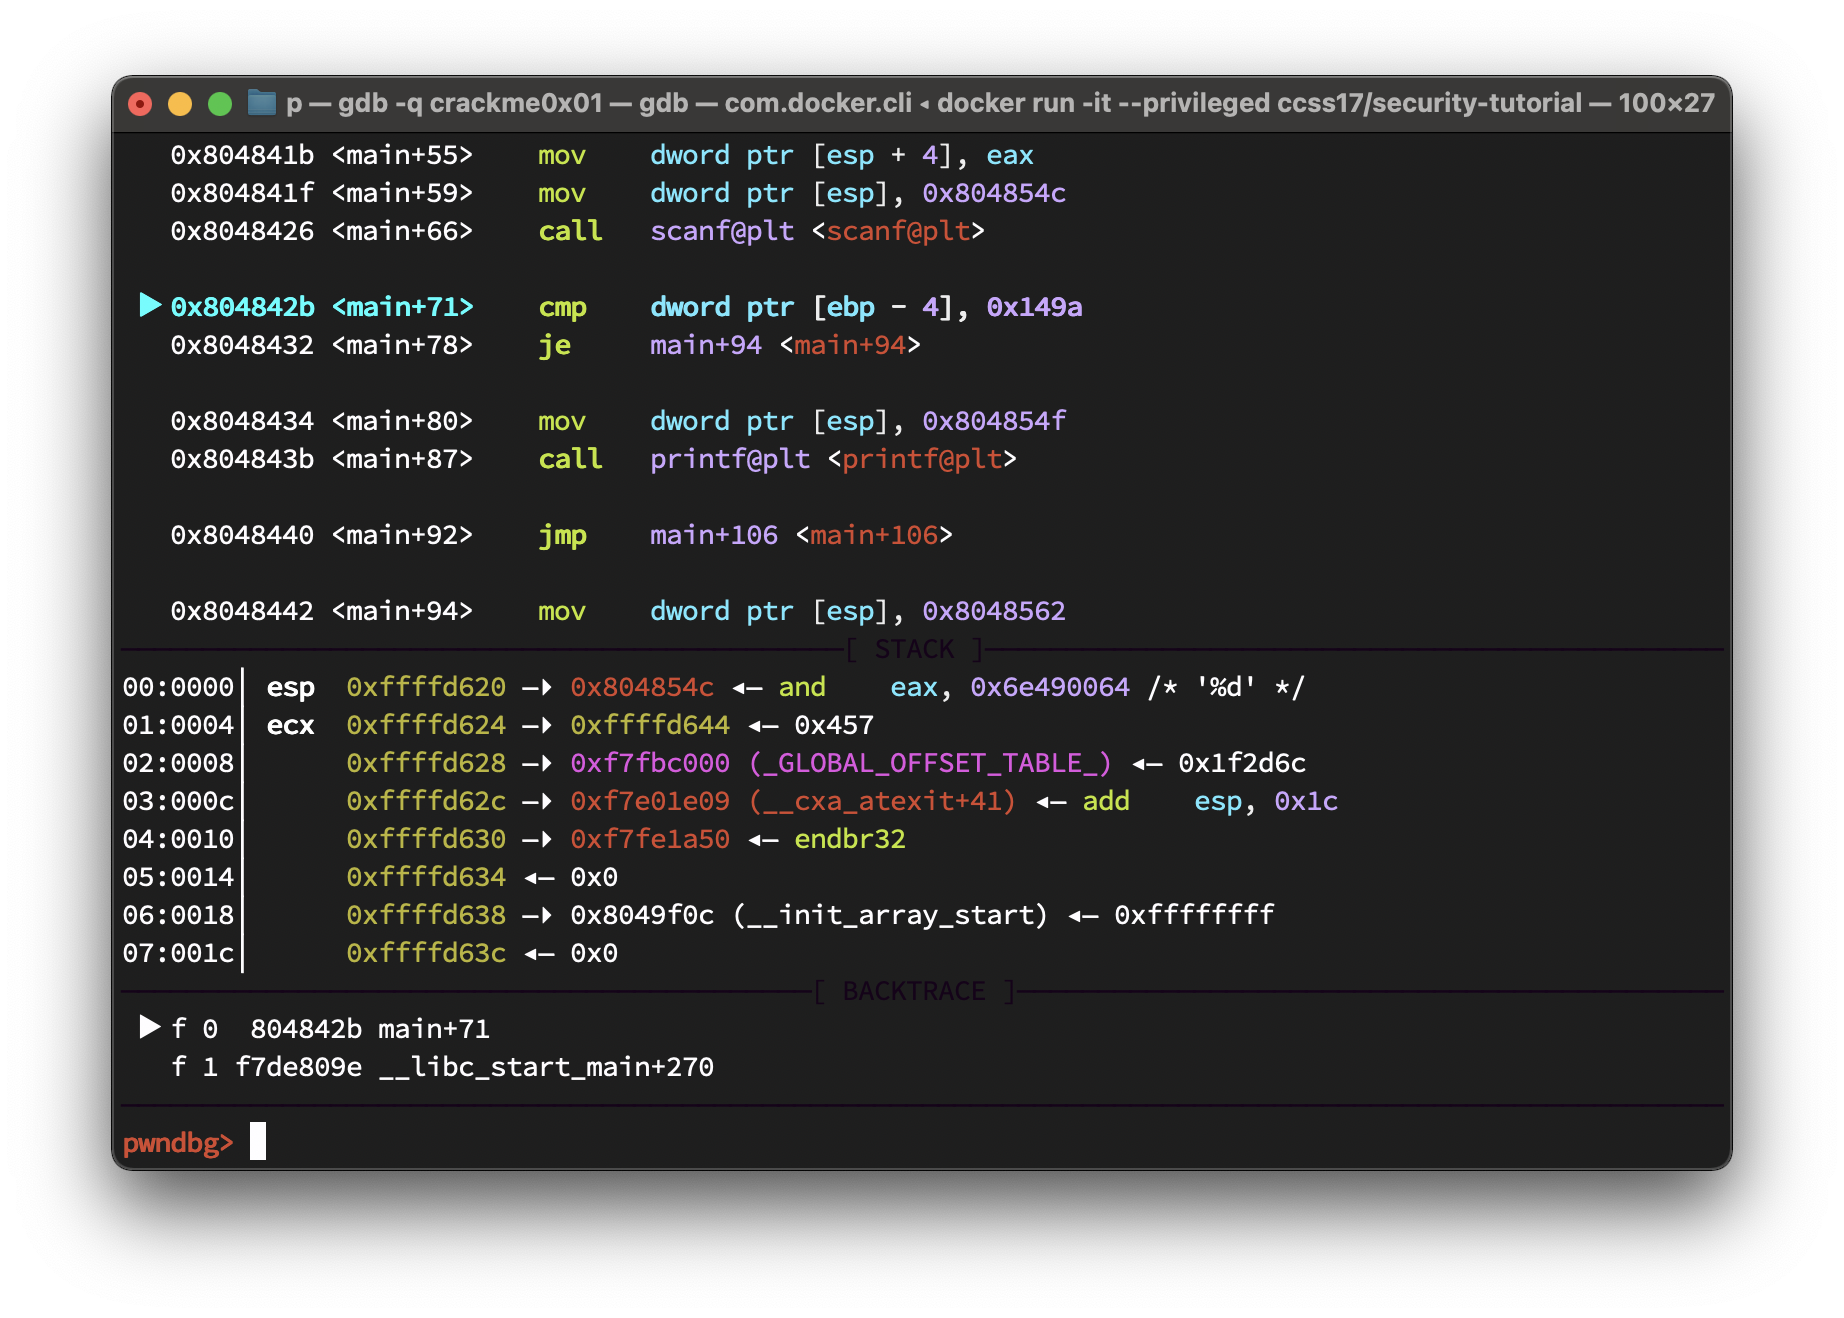 p — gdb -q crackme0x01 — gdb — com.docker.cli ◂ docker run -it --privileged ccss17/security-tutorial — 100×27
0x804841b <main+55>    mov    dword ptr [esp + 4], eax
0x804841f <main+59>    mov    dword ptr [esp], 0x804854c
0x8048426 <main+66>    call   scanf@plt <scanf@plt>
► 0x804842b <main+71>    cmp    dword ptr [ebp - 4], 0x149a
0x8048432 <main+78>    je     main+94 <main+94>
0x8048434 <main+80>    mov    dword ptr [esp], 0x804854f
0x804843b <main+87>    call   printf@plt <printf@plt>
0x8048440 <main+92>    jmp    main+106 <main+106>
0x8048442 <main+94>    mov    dword ptr [esp], 0x8048562
[ STACK ]
00:0000│ esp  0xffffd620 —▸ 0x804854c ◂— and    eax, 0x6e490064 /* '%d' */
01:0004│ ecx  0xffffd624 —▸ 0xffffd644 ◂— 0x457
02:0008│      0xffffd628 —▸ 0xf7fbc000 (_GLOBAL_OFFSET_TABLE_) ◂— 0x1f2d6c
03:000c│      0xffffd62c —▸ 0xf7e01e09 (__cxa_atexit+41) ◂— add    esp, 0x1c
04:0010│      0xffffd630 —▸ 0xf7fe1a50 ◂— endbr32
05:0014│      0xffffd634 ◂— 0x0
06:0018│      0xffffd638 —▸ 0x8049f0c (__init_array_start) ◂— 0xffffffff
07:001c│      0xffffd63c ◂— 0x0
[ BACKTRACE ]
► f 0  804842b main+71
f 1 f7de809e __libc_start_main+270
pwndbg>